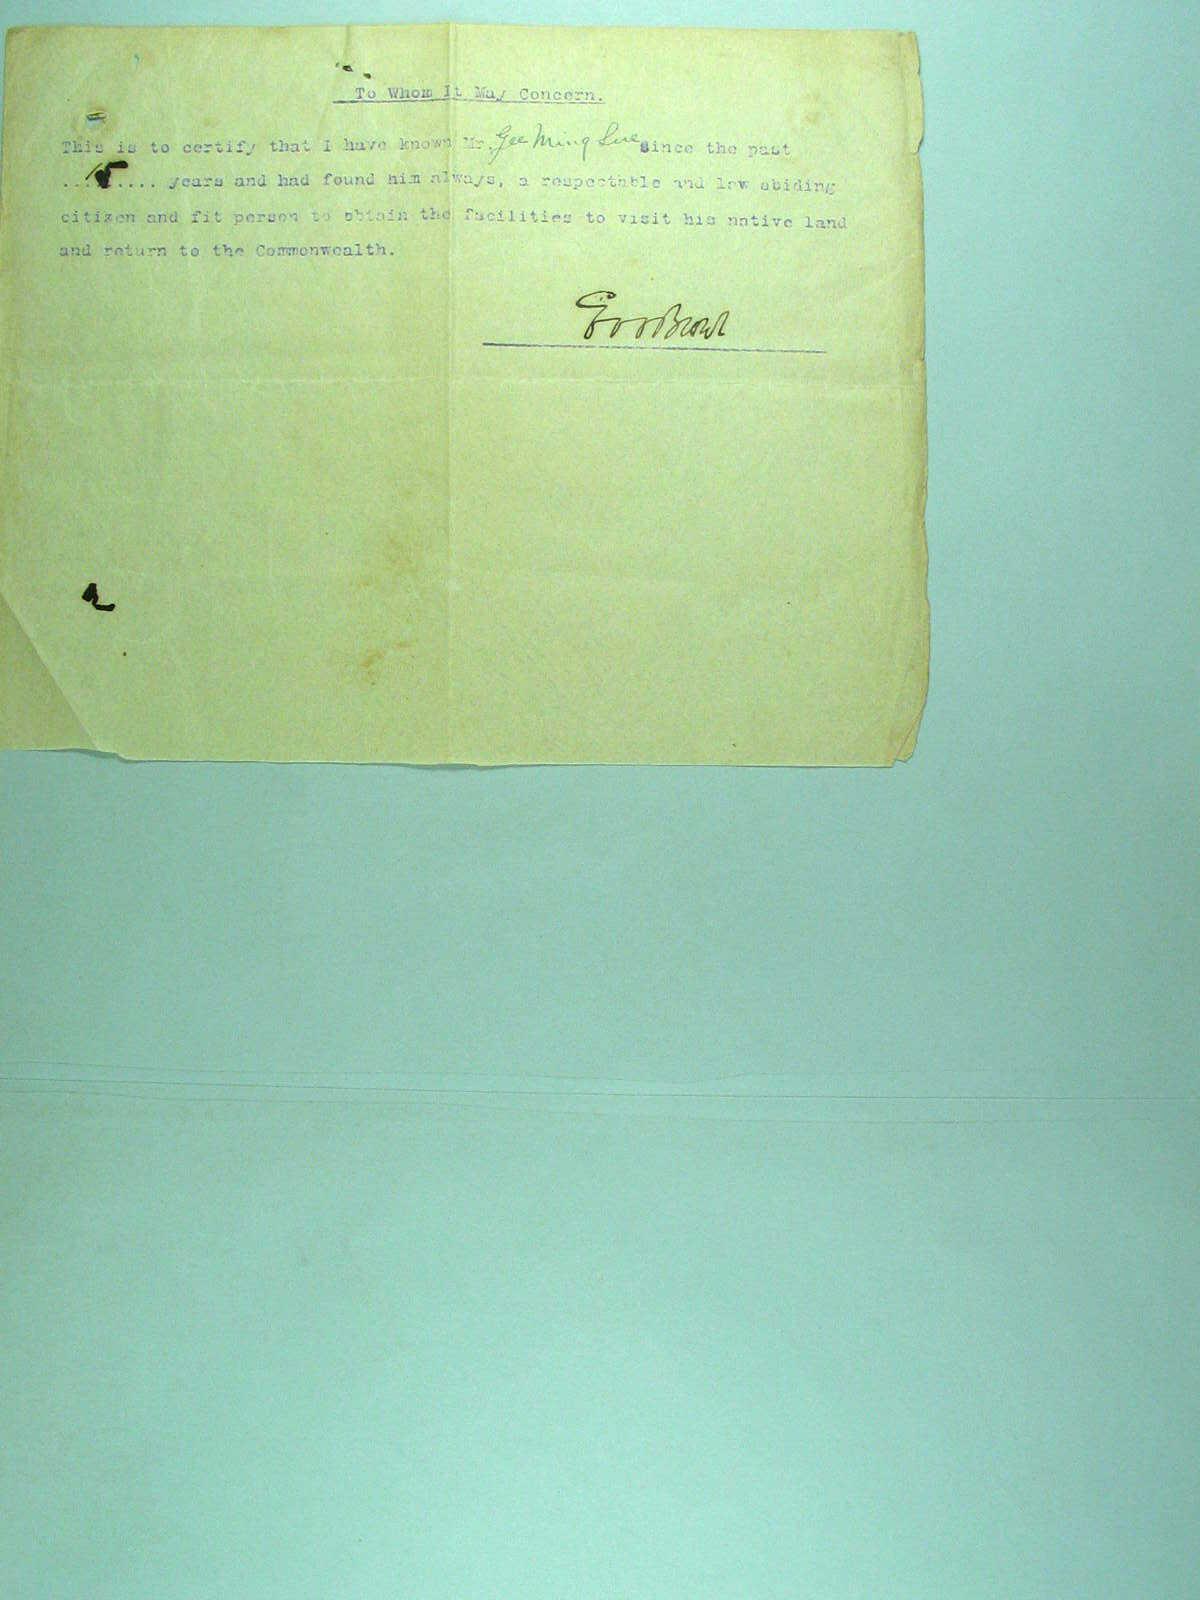 To Whom It May Concern.
This is to certify that I have known Mr. Gee Ming Sue since the past
....5.... years and had found him always, a respectable and law abiding
citizen and fit person to obtain the facilities to visit his native land
and return to the Commonwealth.